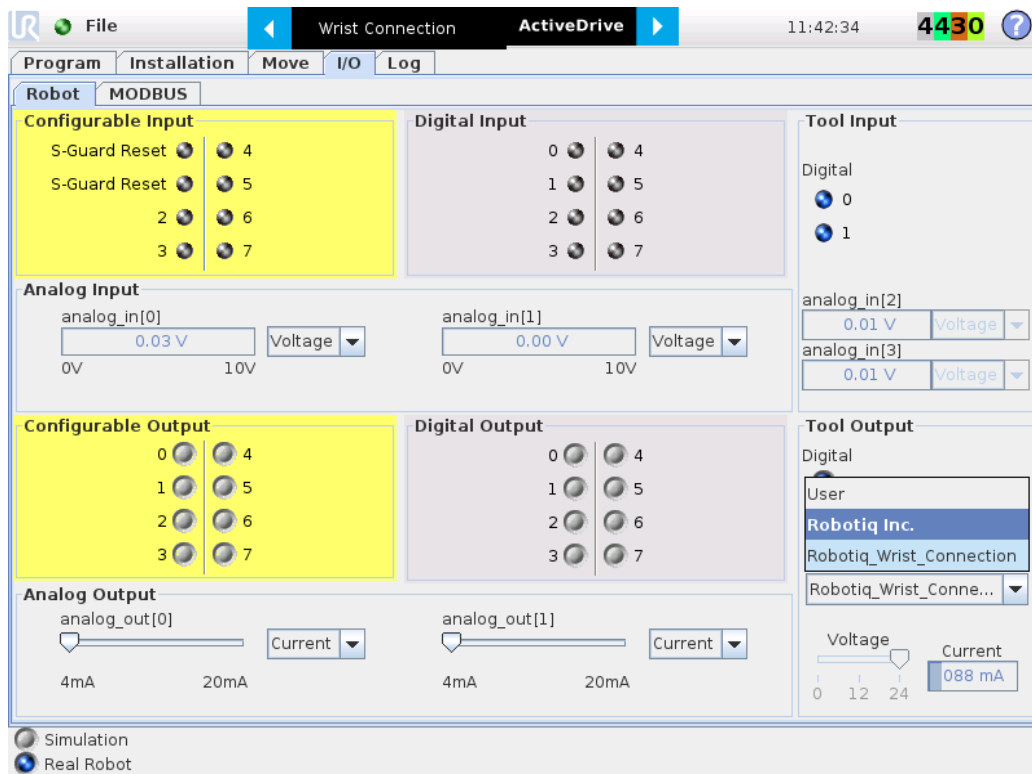 UR File Wrist Connection ActiveDrive 11:42:34 4430 ?
Program Installation Move I/O Log
Robot MODBUS
Configurable Input
S-Guard Reset 4
S-Guard Reset 5
2 6
3 7
Digital Input
0 4
1 5
2 6
3 7
Tool Input
Digital
0
1
Analog Input
analog_in[0]
0.03 V Voltage
0V 10V
analog_in[1]
0.00 V Voltage
0V 10V
analog_in[2]
0.01 V Voltage
analog_in[3]
0.01 V Voltage
Configurable Output
0 4
1 5
2 6
3 7
Digital Output
0 4
1 5
2 6
3 7
Tool Output
Digital
User
Robotiq Inc.
Robotiq_Wrist_Connection
Robotiq_Wrist_Conne...
Analog Output
analog_out[0]
Current
4mA 20mA
analog_out[1]
Current
4mA 20mA
Voltage
0 12 24
Current
088 mA
Simulation
Real Robot